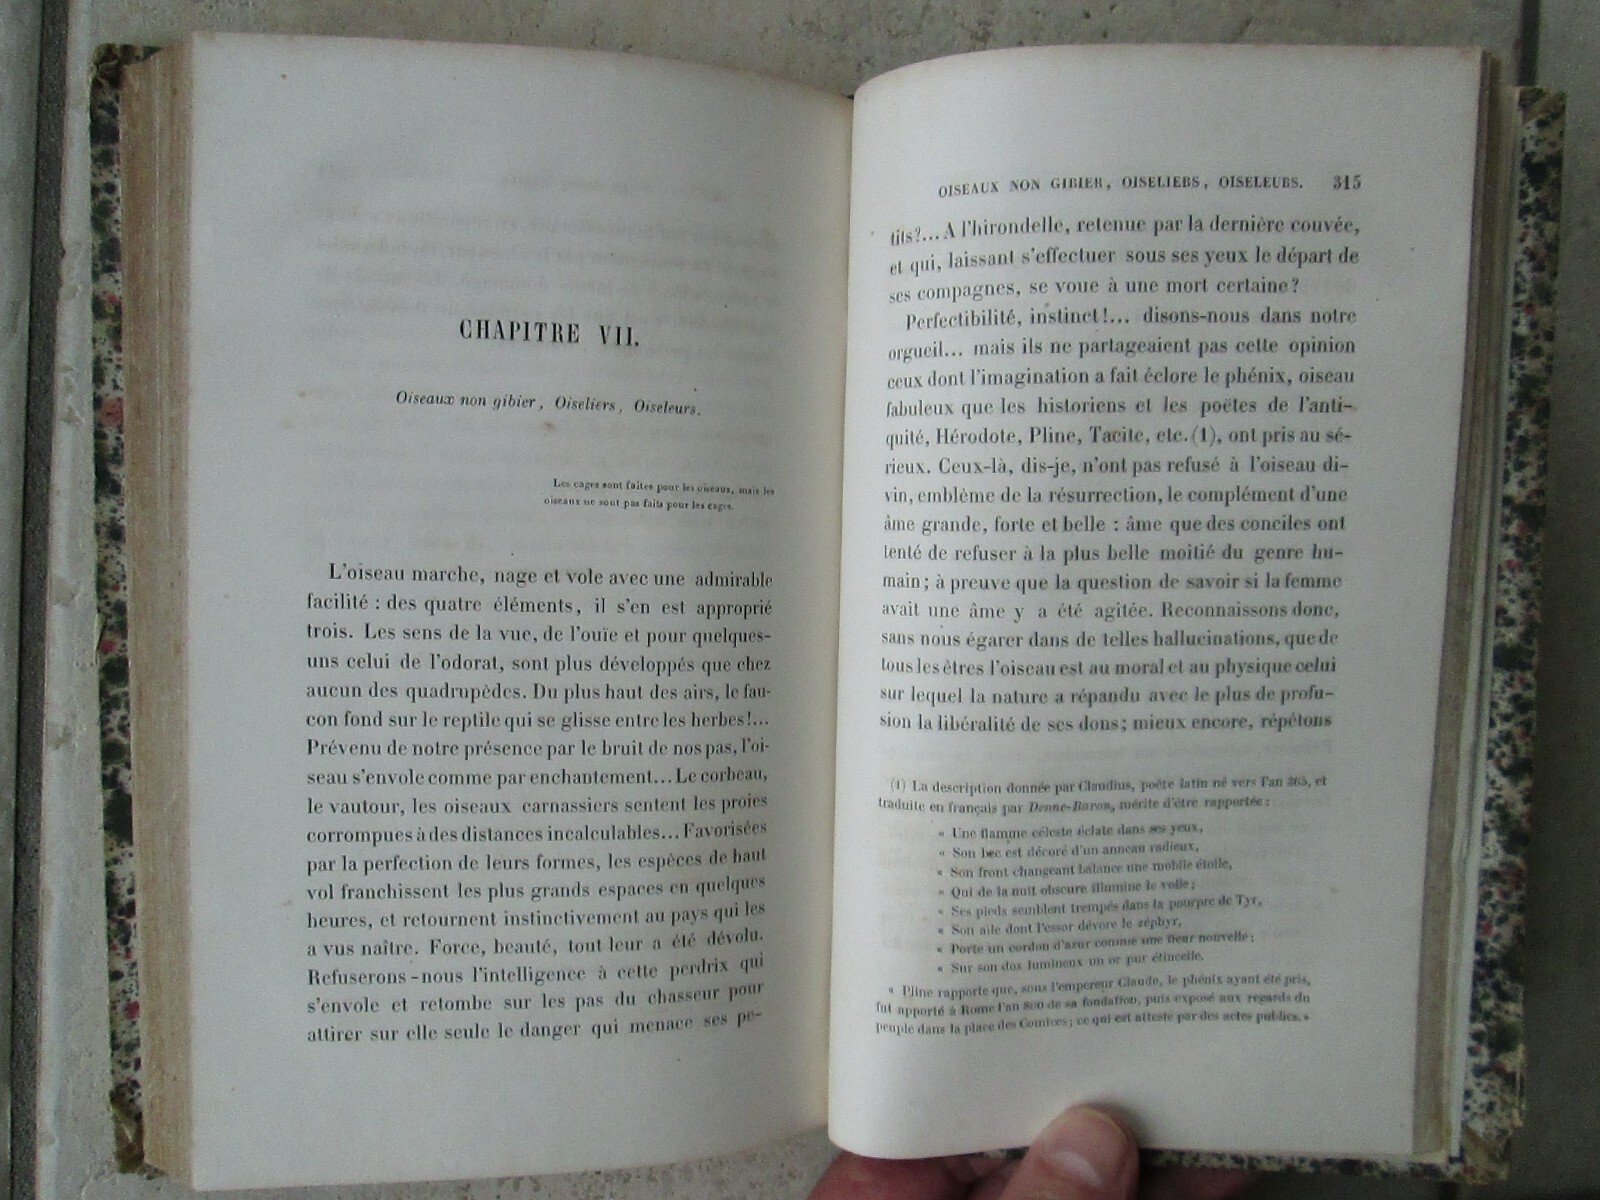 CHAPITRE VII.
Oiseaux non gibier, Oiseliers, Oiseleurs.
Les cages sont faites pour les oiseaux, mais les
oiseaux ne sont pas faits pour les cages.
L'oiseau marche, nage et vole avec une admirable
facilité : des quatre éléments, il s'en est approprié
trois. Les sens de la vue, de l'ouïe et pour quelques-
uns celui de l'odorat, sont plus développés que chez
aucun des quadrupèdes. Du plus haut des airs, le fau-
con fond sur le reptile qui se glisse entre les herbes!...
Prévenu de notre présence par le bruit de nos pas, l'oi-
seau s'envole comme par enchantement... Le corbeau,
le vautour, les oiseaux carnassiers sentent les proies
corrompues à des distances incalculables... Favorisées
par la perfection de leurs formes, les espèces de haut
vol franchissent les plus grands espaces en quelques
heures, et retournent instinctivement au pays qui les
a vus naître. Force, beauté, tout leur a été dévolu.
Refuserons-nous l'intelligence à cette perdrix qui
s'envole et retombe sur les pas du chasseur pour
attirer sur elle seule le danger qui menace ses pe-
OISEAUX NON GIBIER, OISELIERS, OISELEURS. 315
tits?... A l'hirondelle, retenue par la dernière couvée,
et qui, laissant s'effectuer sous ses yeux le départ de
ses compagnes, se voue à une mort certaine?
Perfectibilité, instinct!... disons-nous dans notre
orgueil... mais ils ne partageaient pas cette opinion
ceux dont l'imagination a fait éclore le phénix, oiseau
fabuleux que les historiens et les poëtes de l'anti-
quité, Hérodote, Pline, Tacite, etc. (1), ont pris au sé-
rieux. Ceux-là, dis-je, n'ont pas refusé à l'oiseau di-
vin, emblème de la résurrection, le complément d'une
âme grande, forte et belle : âme que des conciles ont
tenté de refuser à la plus belle moitié du genre hu-
main; à preuve que la question de savoir si la femme
avait une âme y a été agitée. Reconnaissons donc,
sans nous égarer dans de telles hallucinations, que de
tous les êtres l'oiseau est au moral et au physique celui
sur lequel la nature a répandu avec le plus de profu-
sion la libéralité de ses dons; mieux encore, répétons
(1) La description donnée par Claudius, poëte latin né vers l'an 365, et
traduite en français par Denne-Baron, mérite d'être rapportée :
« Une flamme céleste éclate dans ses yeux,
« Son bec est décoré d'un anneau radieux,
« Son front changeant balance une mobile étoile,
« Qui de la nuit obscure illumine le voile;
« Ses pieds semblent trempés dans la pourpre de Tyr,
« Son aile dont l'essor dévore le zéphyr,
« Porte un cordon d'azur comme une fleur nouvelle;
« Sur son dos lumineux un or pur étincelle.
« Pline rapporte que, sous l'empereur Claude, le phénix ayant été pris,
fut apporté à Rome l'an 800 de sa fondation, puis exposé aux regards du
peuple dans la place des Comices; ce qui est attesté par des actes publics. »